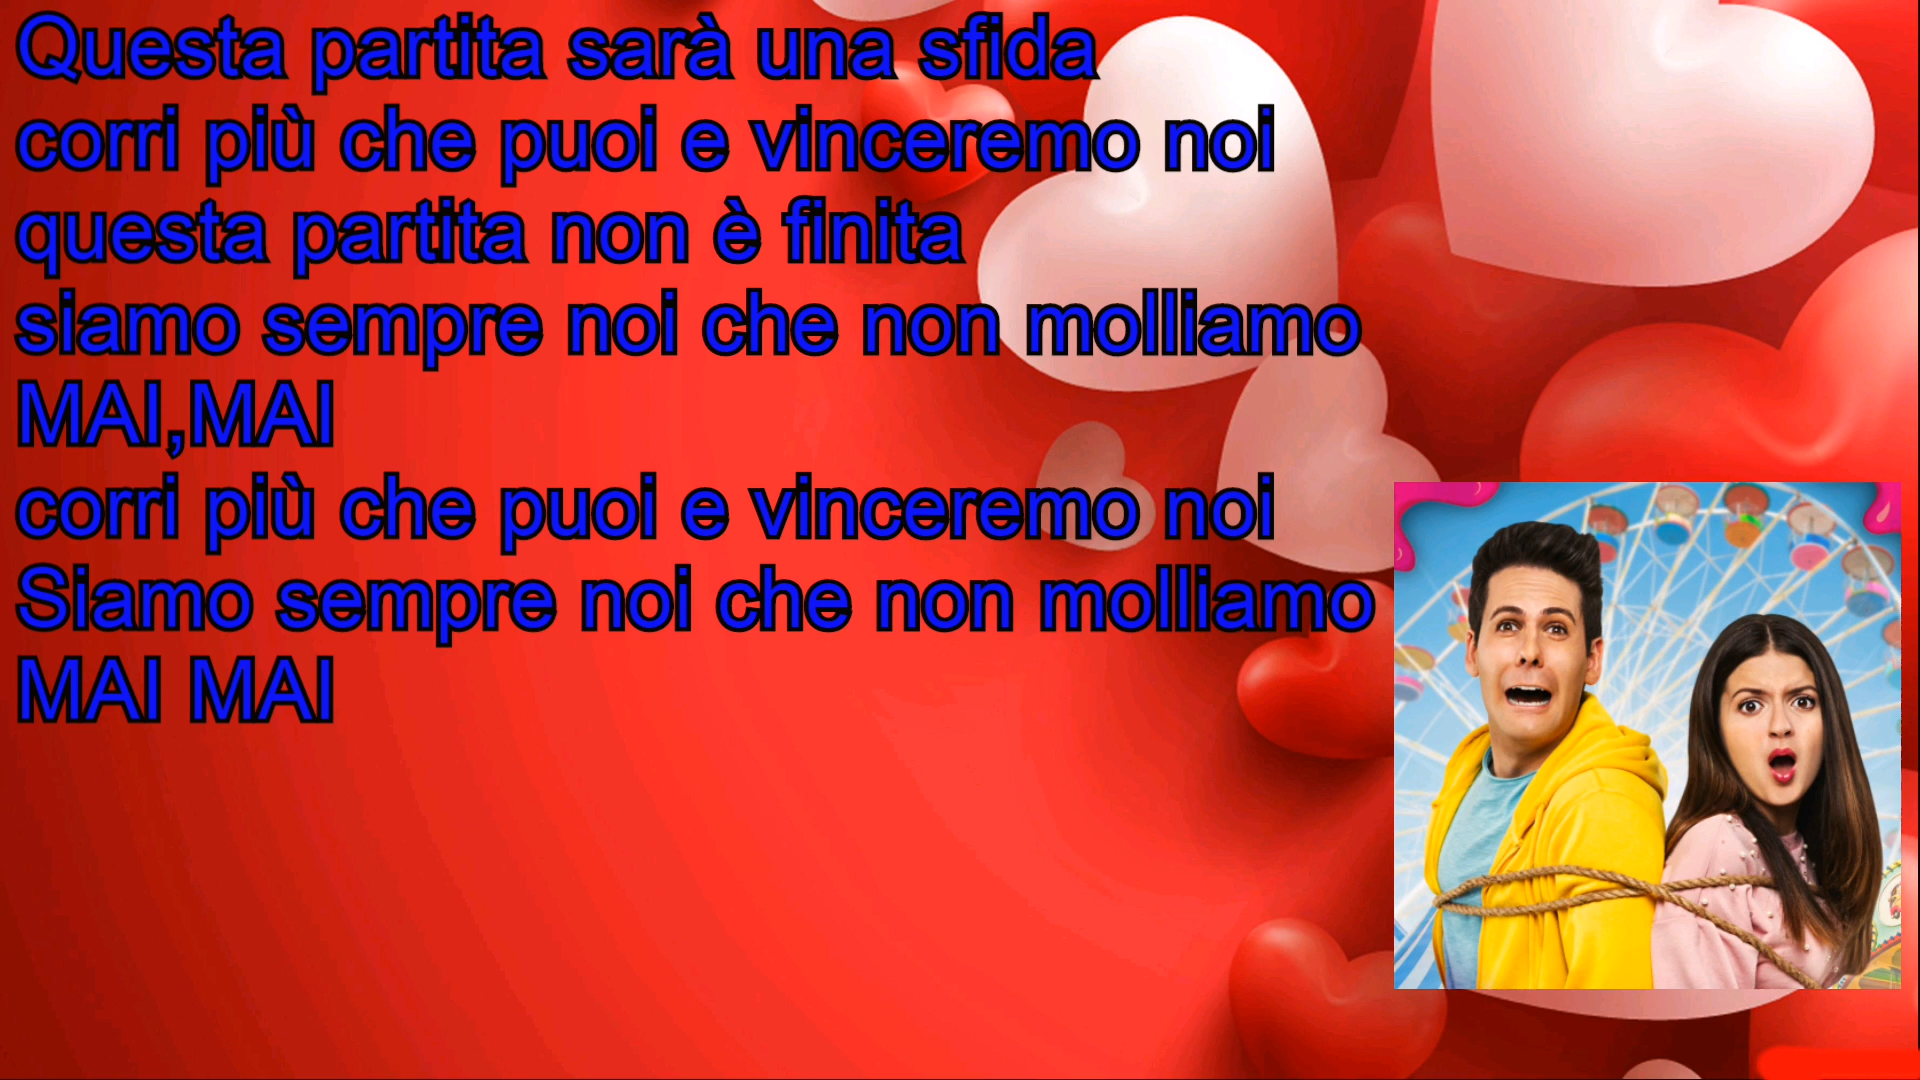 Questa partita sarà una sfida
corri più che puoi e vinceremo noi
questa partita non è finita
siamo sempre noi che non molliamo
MAI,MAI
corri più che puoi e vinceremo noi
Siamo sempre noi che non molliamo
MAI MAI